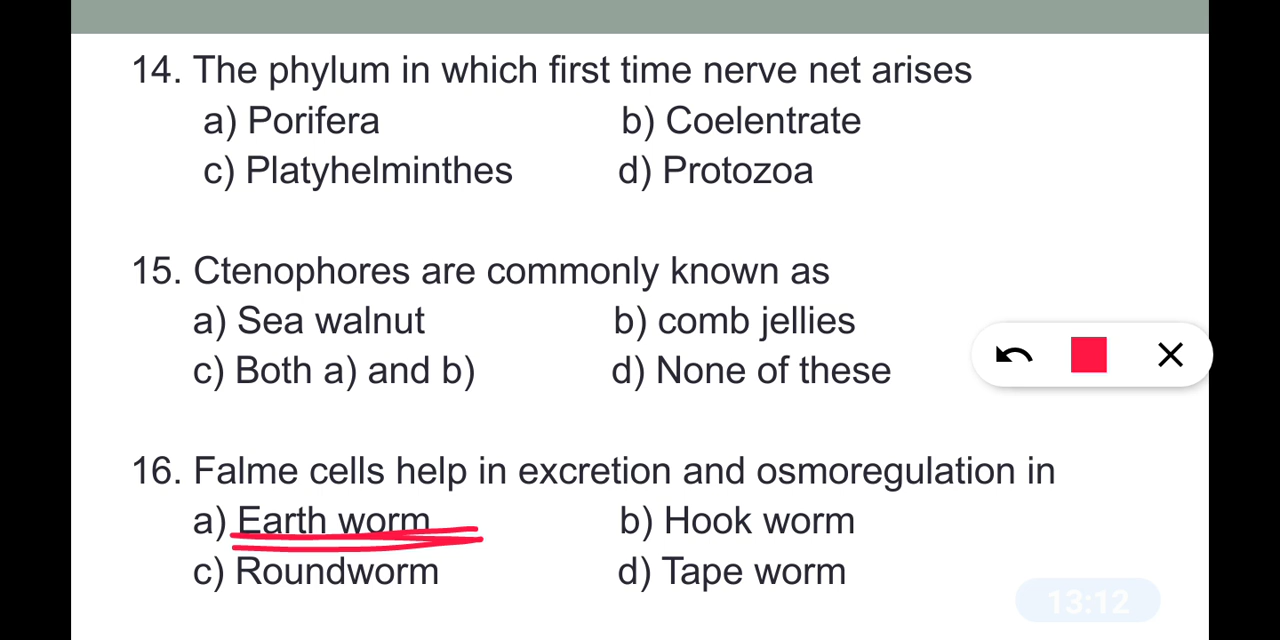 14. The phylum in which first time nerve net arises
a) Porifera b) Coelentrate
c) Platyhelminthes d) Protozoa
15. Ctenophores are commonly known as
a) Sea walnut b) comb jellies
c) Both a) and b) d) None of these
16. Falme cells help in excretion and osmoregulation in
a) Earth worm b) Hook worm
c) Roundworm d) Tape worm
13:12